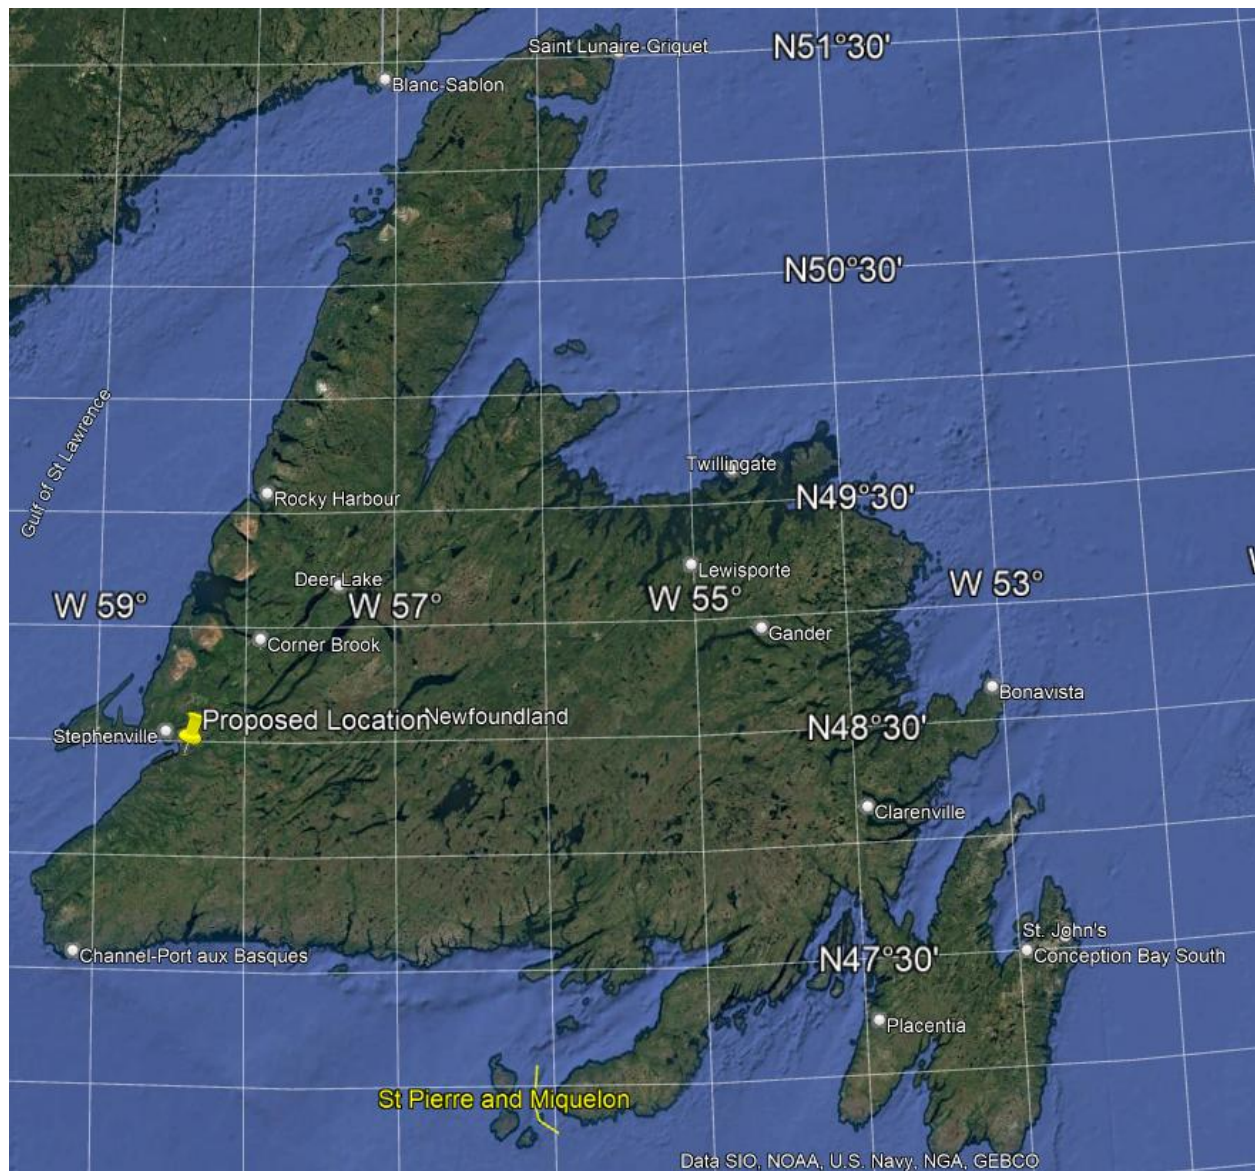 Saint Lunaire-Griquet
N51°30'
Blanc-Sablon
N50°30'
Gulf of St Lawrence
Twillingate
Rocky Harbour
N49°30'
Deer Lake
Lewisporte
W 59°
W 57°
W 55°
W 53°
Corner Brook
Gander
Bonavista
Proposed Location
Newfoundland
Stephenville
N48°30'
Clarenville
St. John's
Channel-Port aux Basques
N47°30'
Conception Bay South
Placentia
St Pierre and Miquelon
Data SIO, NOAA, U.S. Navy, NGA, GEBCO